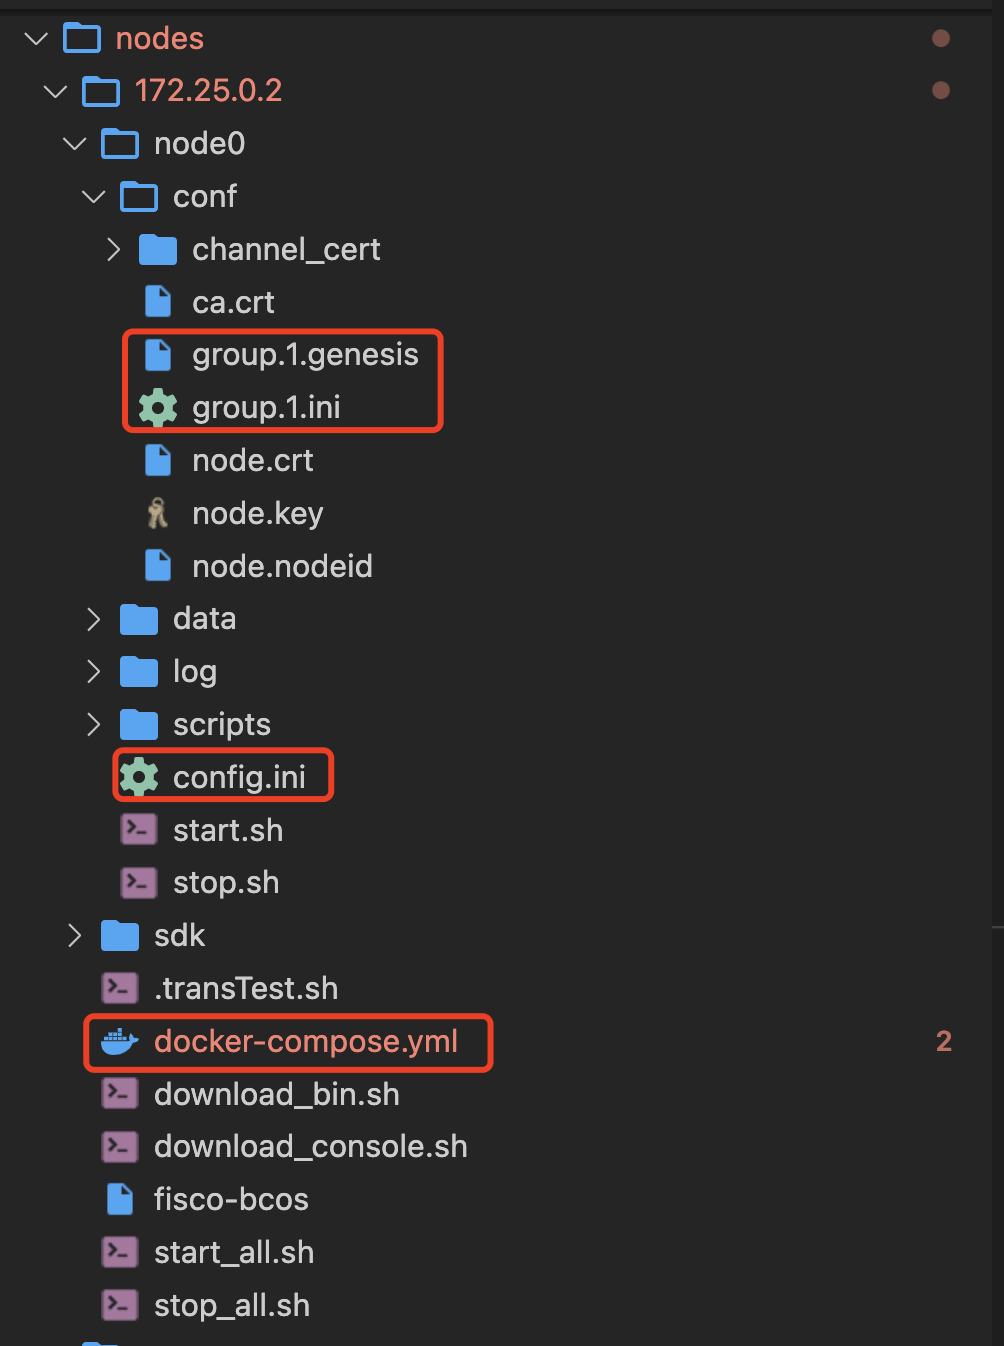 nodes
172.25.0.2
node0
conf
channel_cert
ca.crt
group.1.genesis
group.1.ini
node.crt
node.key
node.nodeid
data
log
scripts
config.ini
start.sh
stop.sh
sdk
.transTest.sh
docker-compose.yml 2
download_bin.sh
download_console.sh
fisco-bcos
start_all.sh
stop_all.sh